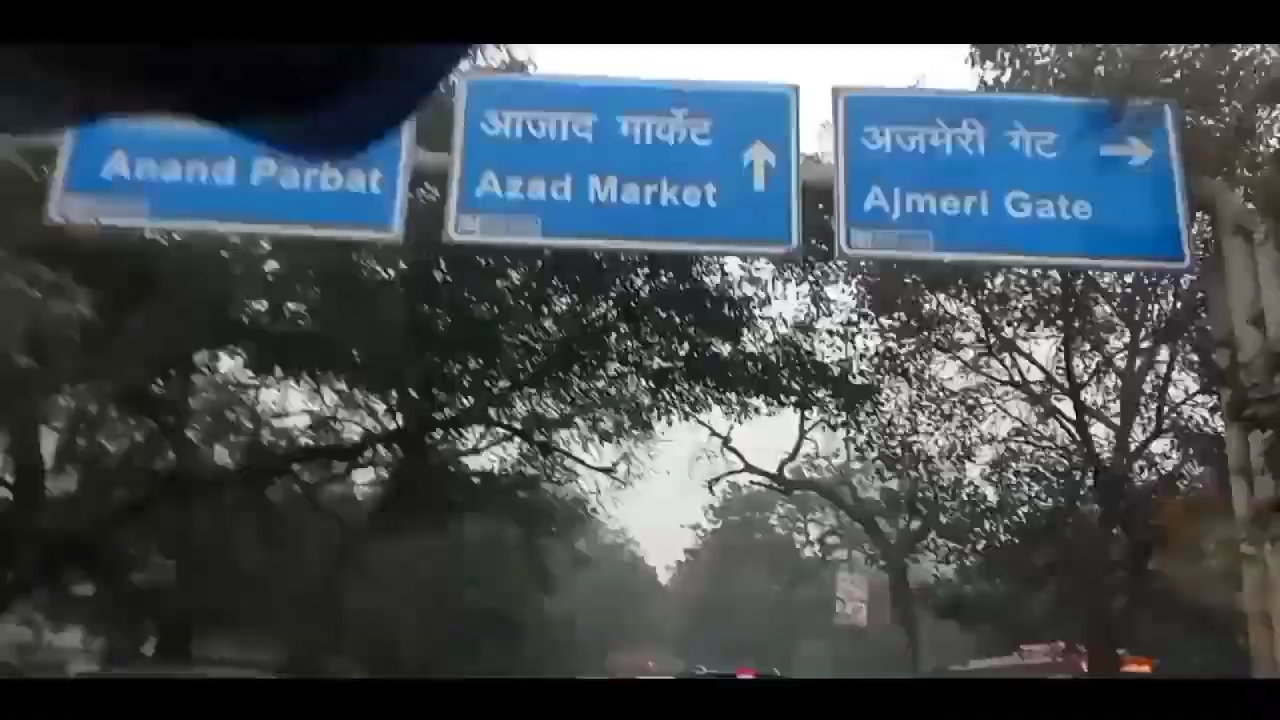 Anand Parbat
आजाद मार्केट
Azad Market
अजमेरी गेट
Ajmeri Gate